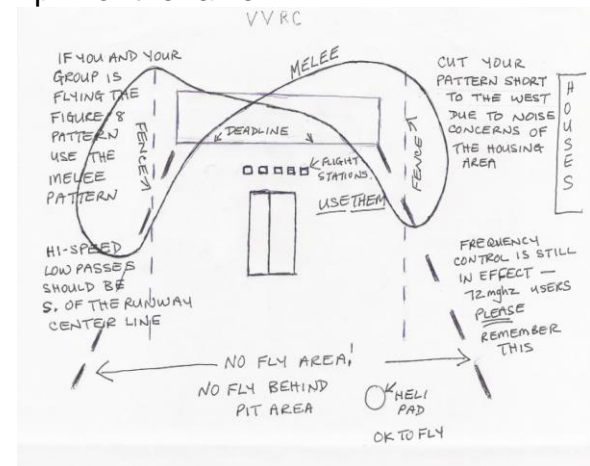 VVRC
IF YOU AND YOUR
GROUP IS
FLYING THE
FIGURE 8
PATTERN
USE THE
MELEE
PATTERN
FENCE
HI-SPEED
LOW PASSES
SHOULD BE
S. OF THE RUNWAY
CENTER LINE
MELEE
DEADLINE
FLIGHT
STATIONS.
USE THEM
FENCE
CUT YOUR
PATTERN SHORT
TO THE WEST
DUE TO NOISE
CONCERNS OF
THE HOUSING
AREA
HOUSES
FREQUENCY
CONTROL IS STILL
IN EFFECT —
72mghz USERS
PLEASE
REMEMBER
THIS
NO FLY AREA!
NO FLY BEHIND
PIT AREA
HELI
PAD
OK TO FLY